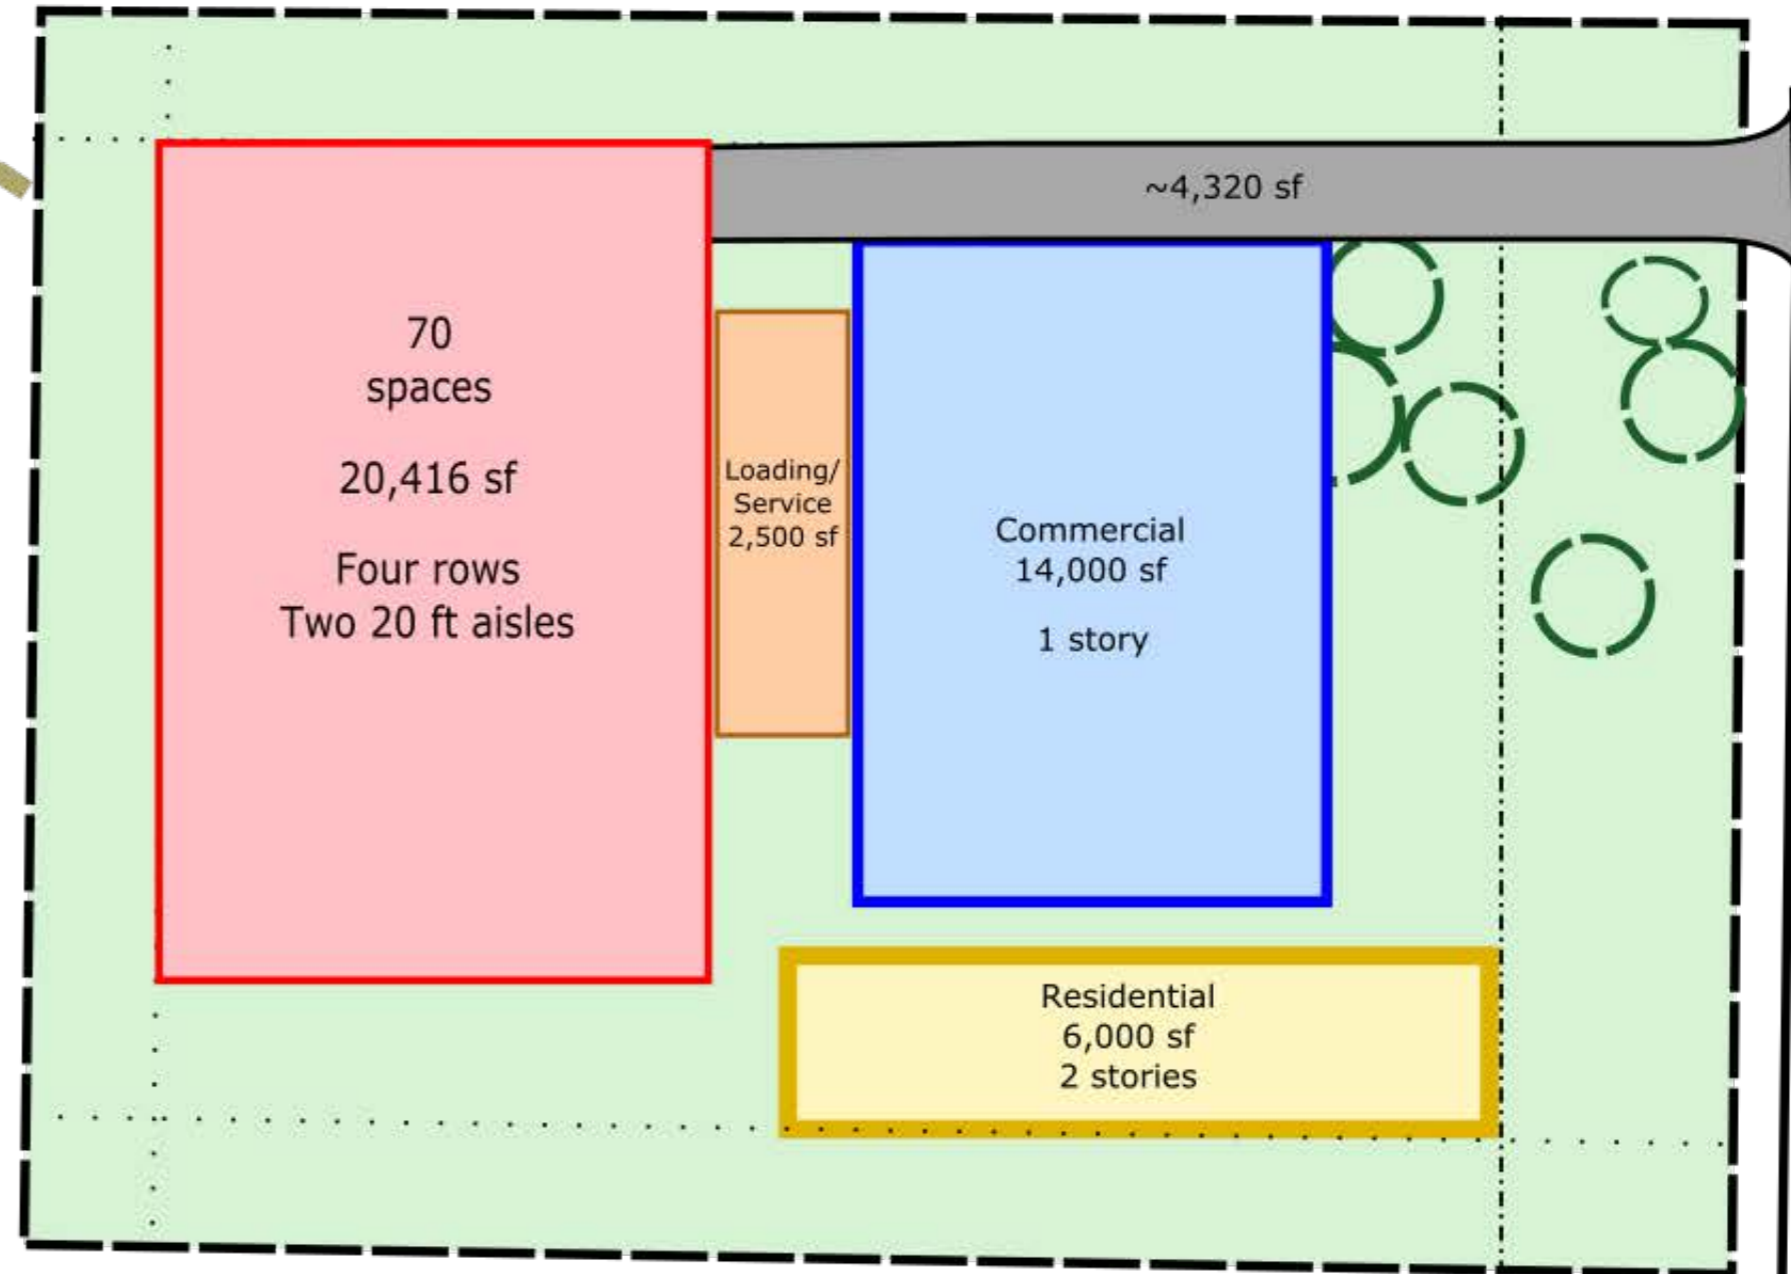 ~4,320 sf
70
spaces
20,416 sf
Four rows
Two 20 ft aisles
Loading/
Service
2,500 sf
Commercial
14,000 sf
1 story
Residential
6,000 sf
2 stories